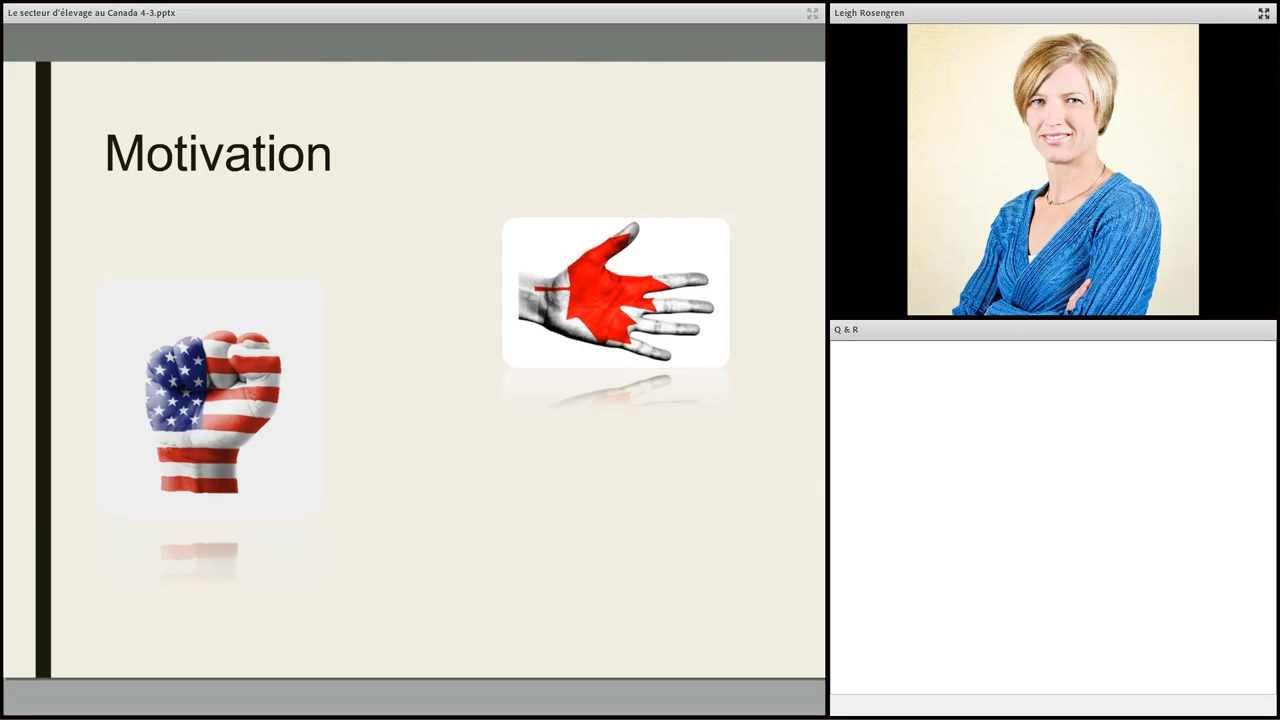 Le secteur d'élevage au Canada 4-3.pptx
Leigh Rosengren
Motivation
Q & R